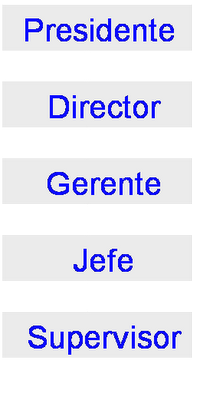 Presidente
Director
Gerente
Jefe
Supervisor